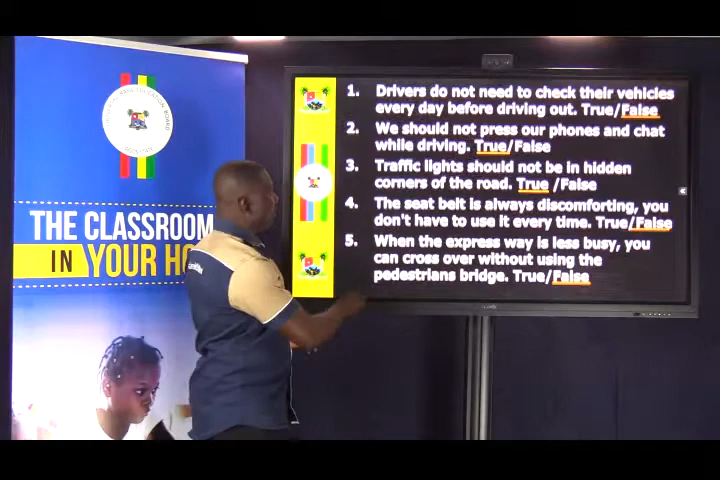 THE CLASSROOM
IN YOUR HO
1. Drivers do not need to check their vehicles
every day before driving out. True/False
2. We should not press our phones and chat
while driving. True/False
3. Traffic lights should not be in hidden
corners of the road. True /False
4. The seat belt is always discomforting, you
don't have to use it every time. True/False
5. When the express way is less busy, you
can cross over without using the
pedestrians bridge. True/False